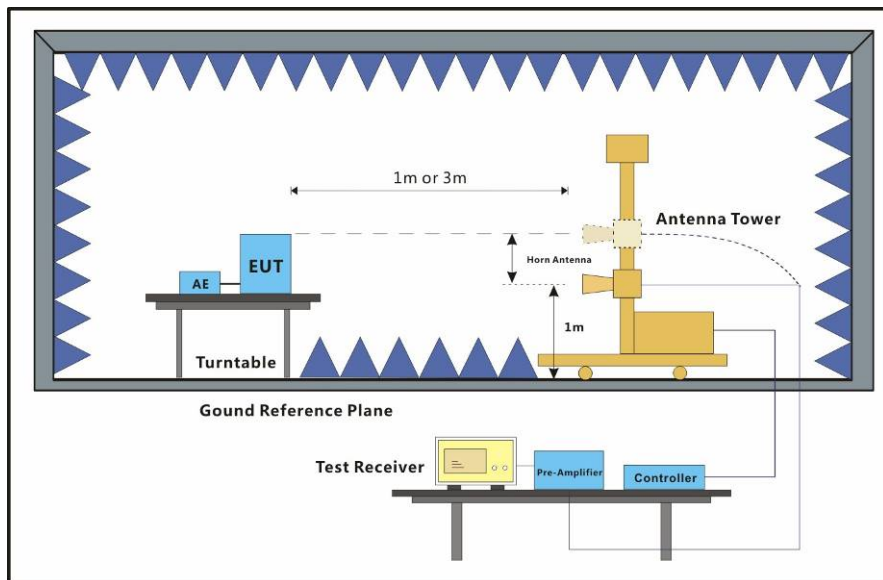 1m or 3m
Antenna Tower
Horn Antenna
EUT
AE
1m
Turntable
Gound Reference Plane
Test Receiver
Pre-Amplifier
Controller